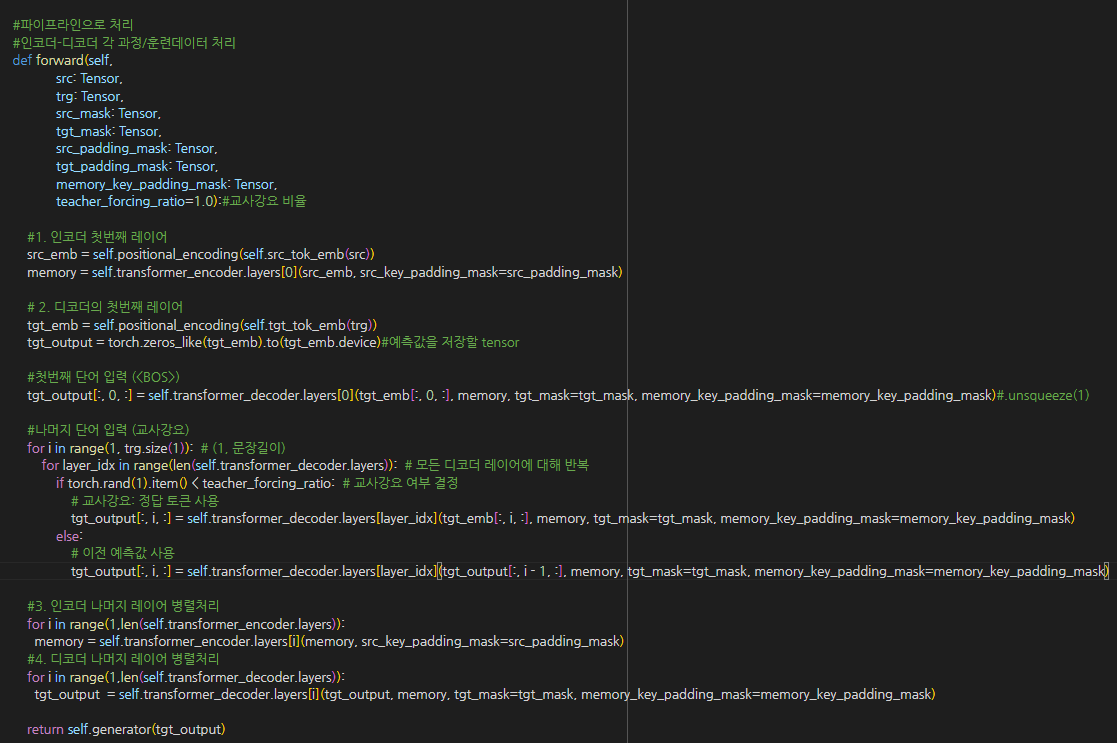 #파이프라인으로 처리
#인코더-디코더 각 과정/훈련데이터 처리
def forward(self,
src: Tensor,
trg: Tensor,
src_mask: Tensor,
tgt_mask: Tensor,
src_padding_mask: Tensor,
tgt_padding_mask: Tensor,
memory_key_padding_mask: Tensor,
teacher_forcing_ratio=1.0):#교사강요 비율
#1. 인코더 첫번째 레이어
src_emb = self.positional_encoding(self.src_tok_emb(src))
memory = self.transformer_encoder.layers[0](src_emb, src_key_padding_mask=src_padding_mask)
# 2. 디코더의 첫번째 레이어
tgt_emb = self.positional_encoding(self.tgt_tok_emb(trg))
tgt_output = torch.zeros_like(tgt_emb).to(tgt_emb.device)#예측값을 저장할 tensor
#첫번째 단어 입력 (<BOS>)
tgt_output[:, 0, :] = self.transformer_decoder.layers[0](tgt_emb[:, 0, :], memory, tgt_mask=tgt_mask, memory_key_padding_mask=memory_key_padding_mask)#.unsqueeze(1)
#나머지 단어 입력 (교사강요)
for i in range(1, trg.size(1)): # (1, 문장길이)
for layer_idx in range(len(self.transformer_decoder.layers)): # 모든 디코더 레이어에 대해 반복
if torch.rand(1).item() < teacher_forcing_ratio: # 교사강요 여부 결정
# 교사강요: 정답 토큰 사용
tgt_output[:, i, :] = self.transformer_decoder.layers[layer_idx](tgt_emb[:, i, :], memory, tgt_mask=tgt_mask, memory_key_padding_mask=memory_key_padding_mask)
else:
# 이전 예측값 사용
tgt_output[:, i, :] = self.transformer_decoder.layers[layer_idx](tgt_output[:, i - 1, :], memory, tgt_mask=tgt_mask, memory_key_padding_mask=memory_key_padding_mask)
#3. 인코더 나머지 레이어 병렬처리
for i in range(1,len(self.transformer_encoder.layers)):
memory = self.transformer_encoder.layers[i](memory, src_key_padding_mask=src_padding_mask)
#4. 디코더 나머지 레이어 병렬처리
for i in range(1,len(self.transformer_decoder.layers)):
tgt_output = self.transformer_decoder.layers[i](tgt_output, memory, tgt_mask=tgt_mask, memory_key_padding_mask=memory_key_padding_mask)
return self.generator(tgt_output)